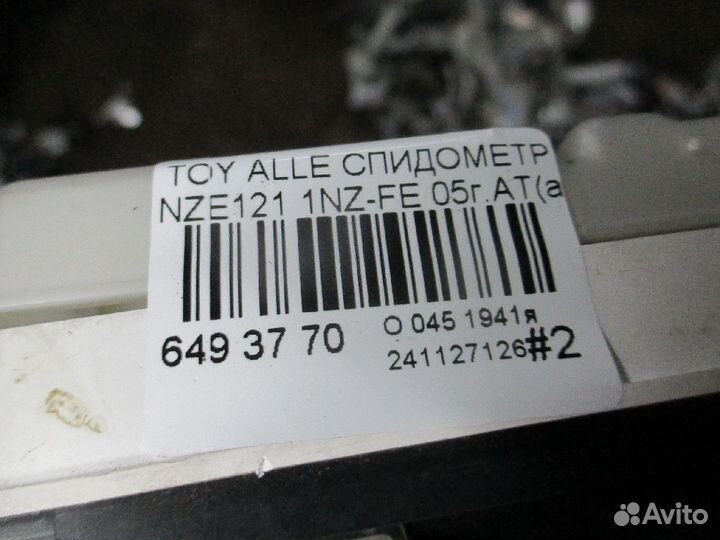 TOY ALLE СПИДОМЕТР
NZE121 1NZ-FE 05г.AT(a
649 37 70
O 045 1941я
241127126#2
Avito